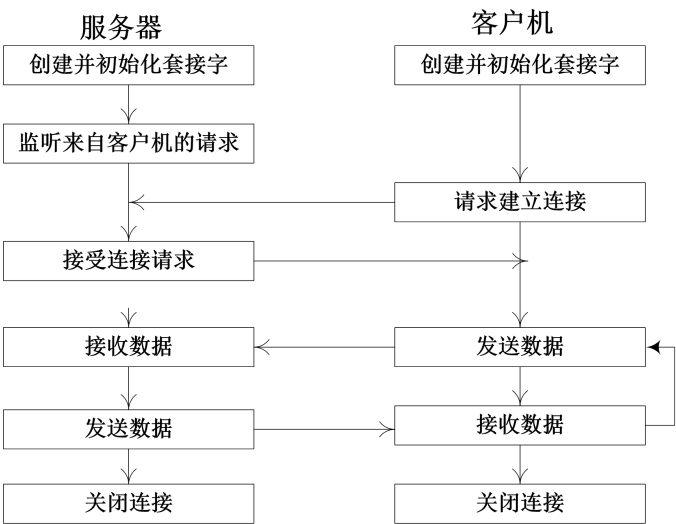 服务器
客户机
创建并初始化套接字
创建并初始化套接字
监听来自客户机的请求
请求建立连接
接受连接请求
接收数据
发送数据
发送数据
接收数据
关闭连接
关闭连接